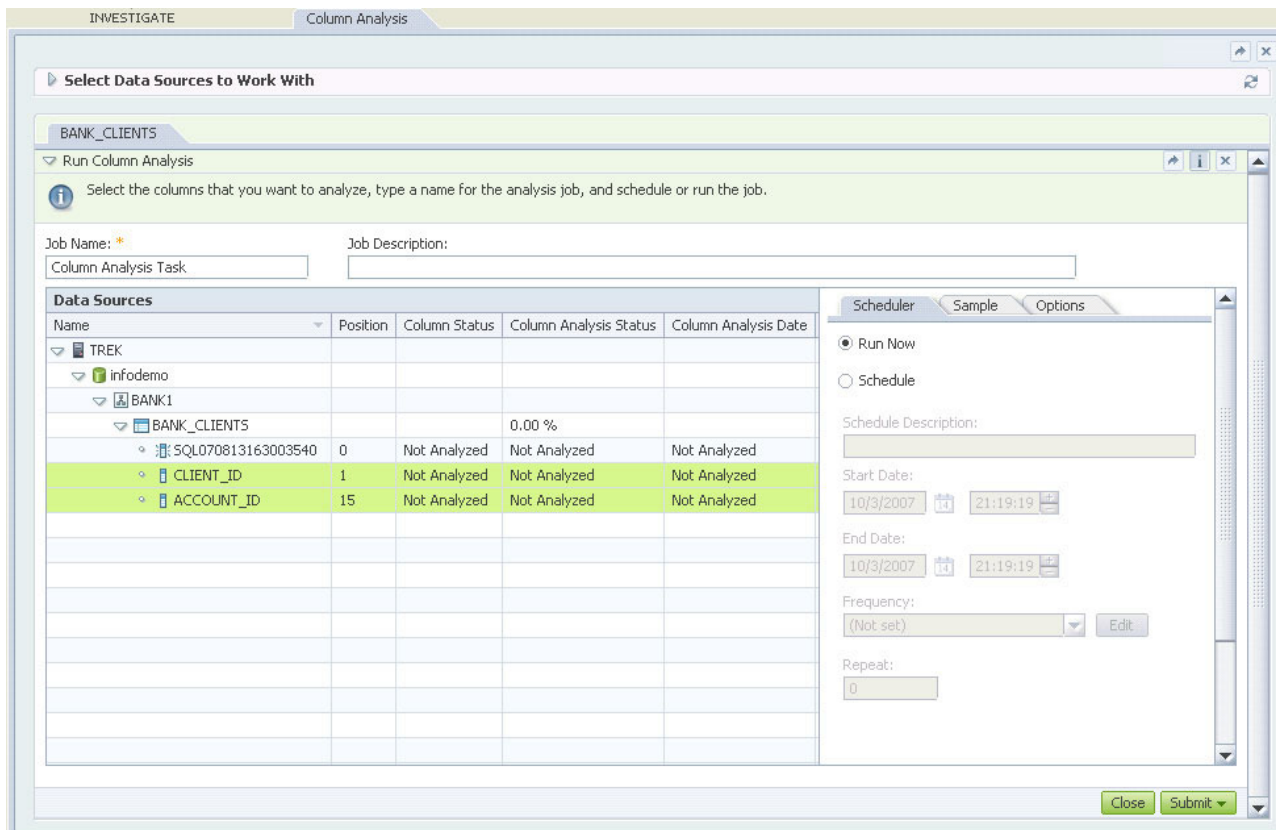 INVESTIGATE Column Analysis
Select Data Sources to Work With
BANK_CLIENTS
Run Column Analysis
Select the columns that you want to analyze, type a name for the analysis job, and schedule or run the job.
Job Name: * Job Description:
Column Analysis Task
Data Sources
Name Position Column Status Column Analysis Status Column Analysis Date
TREK
infodemo
BANK1
BANK_CLIENTS 0.00 %
SQL070813163003540 0 Not Analyzed Not Analyzed Not Analyzed
CLIENT_ID 1 Not Analyzed Not Analyzed Not Analyzed
ACCOUNT_ID 15 Not Analyzed Not Analyzed Not Analyzed
Scheduler Sample Options
Run Now
Schedule
Schedule Description:
Start Date:
10/3/2007 14 21:19:19
End Date:
10/3/2007 14 21:19:19
Frequency:
(Not set) Edit
Repeat:
0
Close Submit